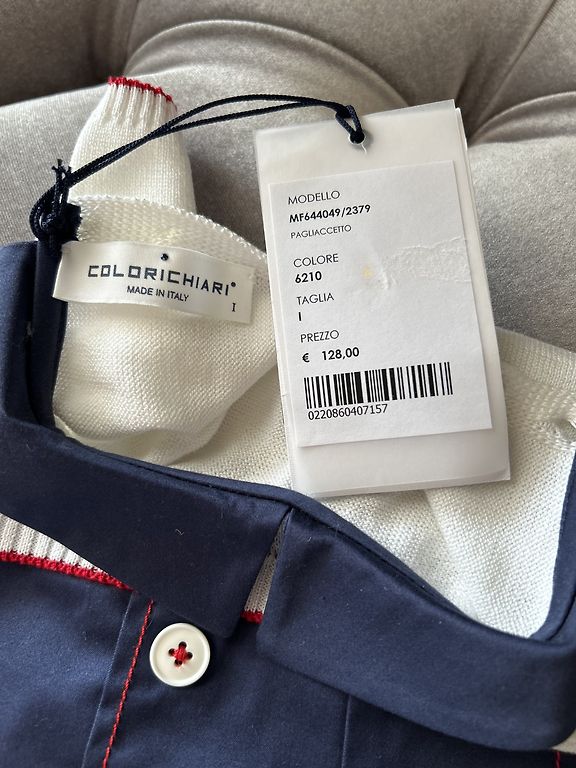 COLORICHIARI®
MADE IN ITALY
I
MODELLO
MF644049/2379
PAGLIACCETTO
COLORE
6210
TAGLIA
I
PREZZO
€ 128,00
0220860407157